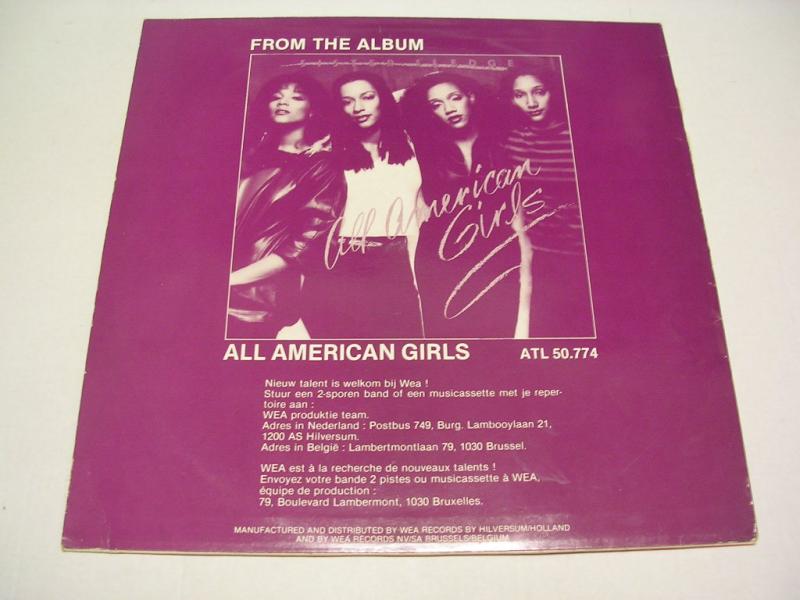 FROM THE ALBUM
SISTER SLEDGE
All American
Girls
ALL AMERICAN GIRLS ATL 50.774
Nieuw talent is welkom bij Wea !
Stuur een 2-sporen band of een musicassette met je reper-
toire aan :
WEA produktie team.
Adres in Nederland : Postbus 749, Burg. Lambooylaan 21,
1200 AS Hilversum.
Adres in België : Lambertmontlaan 79, 1030 Brussel.
WEA est à la recherche de nouveaux talents !
Envoyez votre bande 2 pistes ou musicassette à WEA,
équipe de production :
79, Boulevard Lambermont, 1030 Bruxelles.
MANUFACTURED AND DISTRIBUTED BY WEA RECORDS BY HILVERSUM/HOLLAND
AND BY WEA RECORDS NV/SA BRUSSELS/BELGIUM